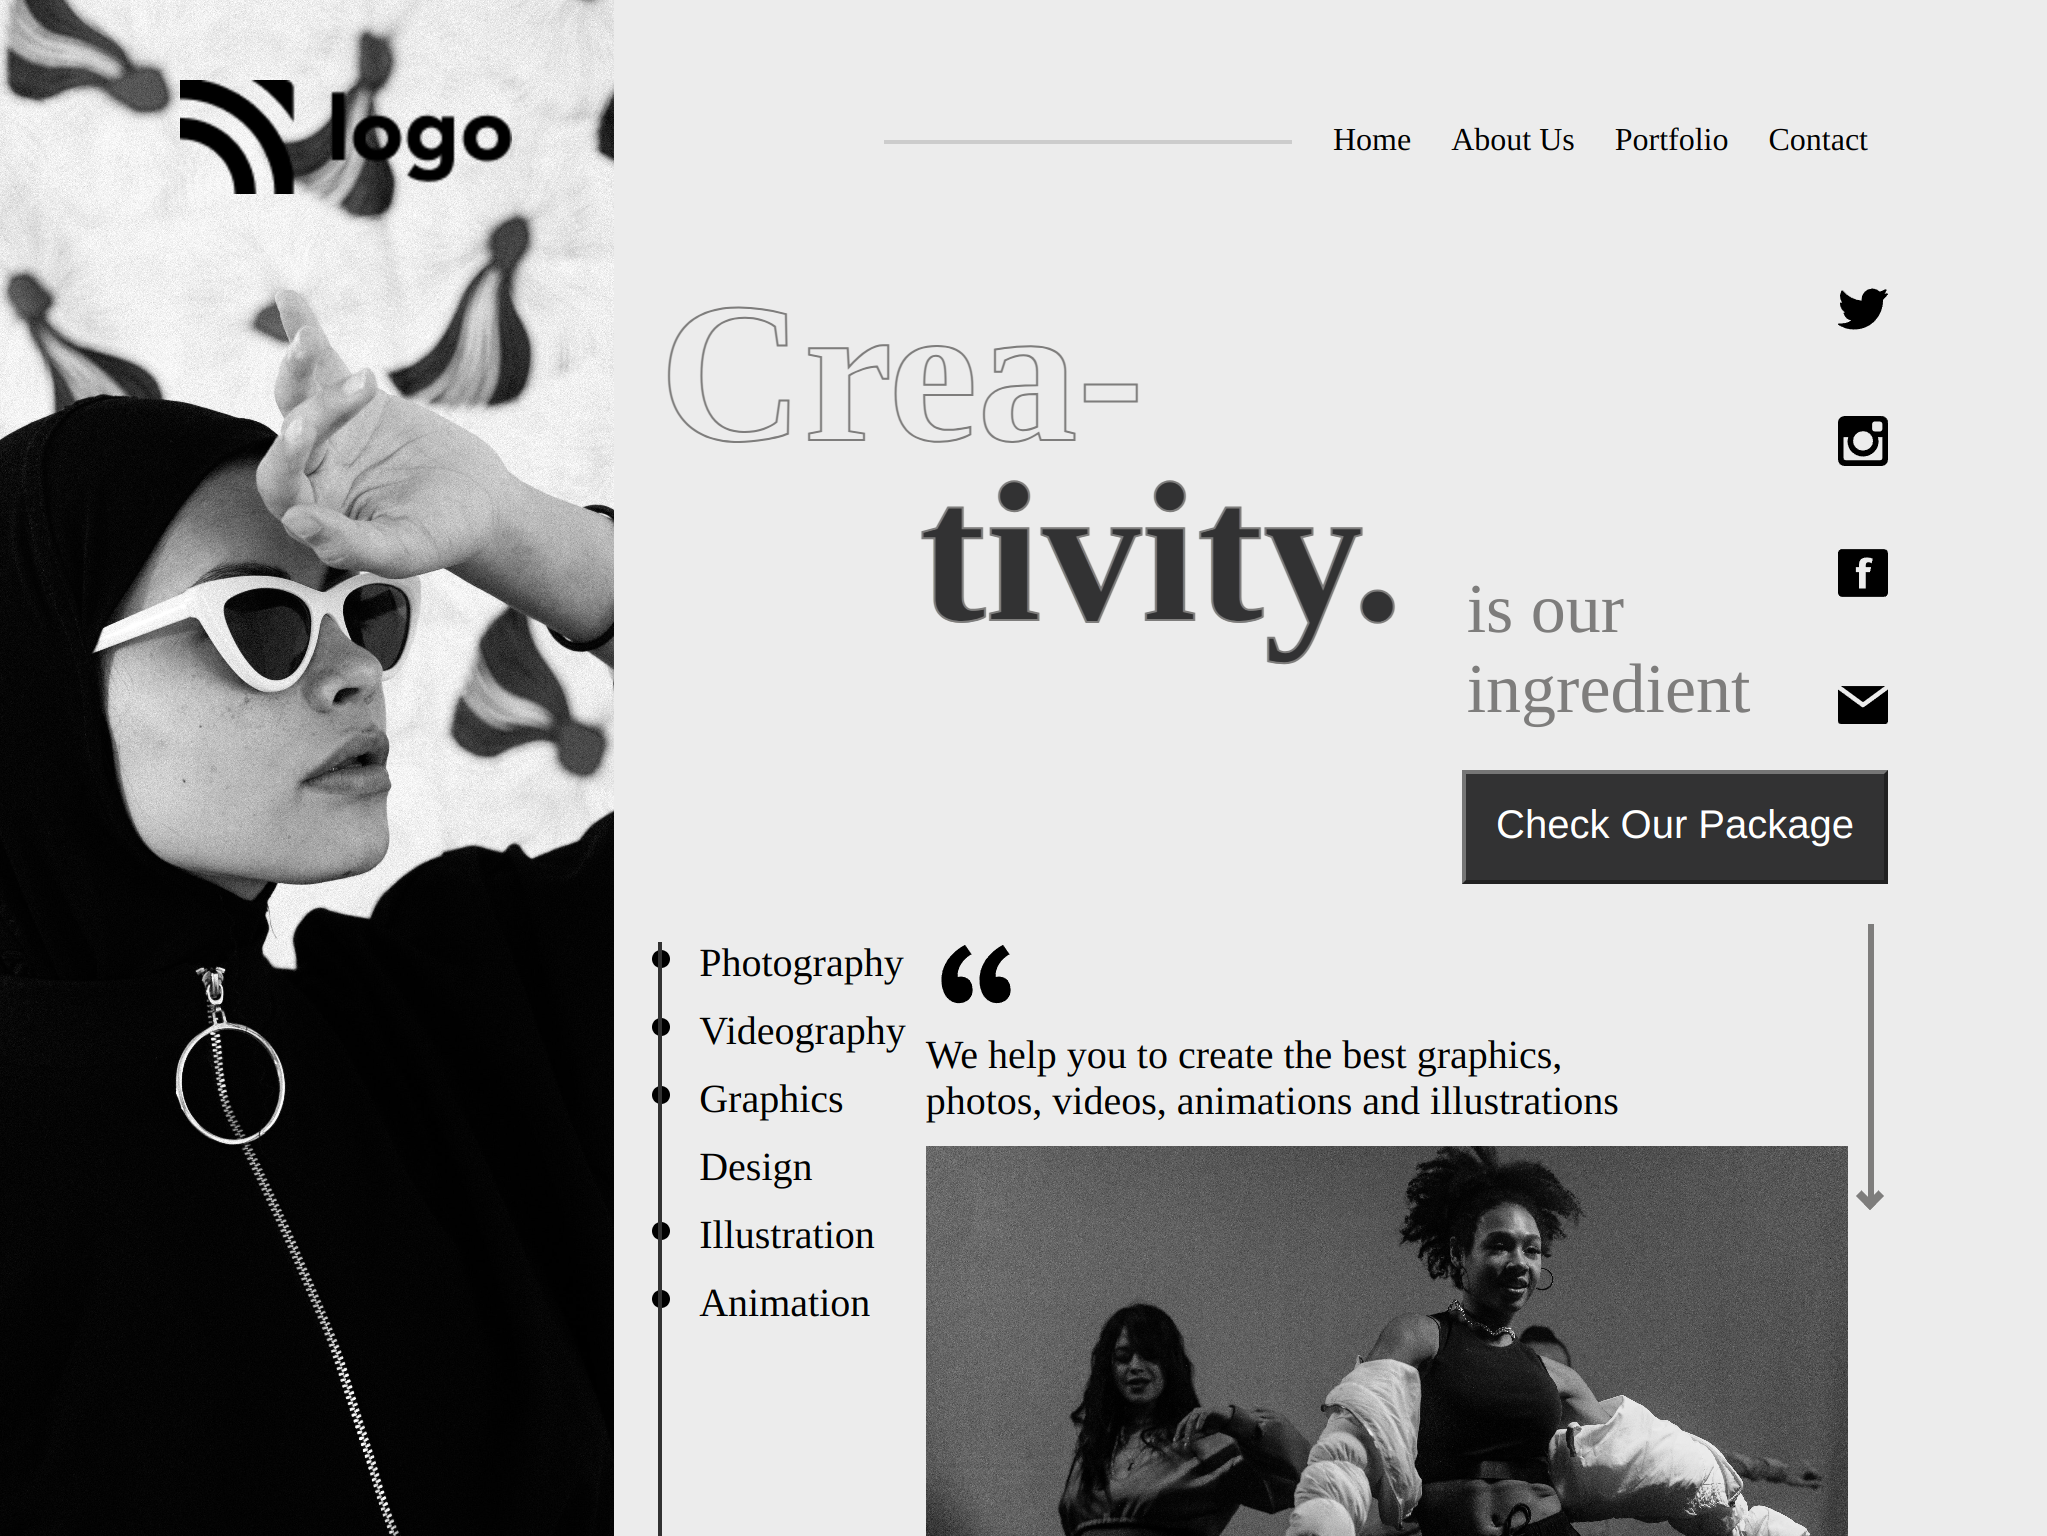 logo
Home About Us Portfolio Contact
Crea-
tivity.
is our
ingredient
Check Our Package
Photography
Videography
Graphics
Design
Illustration
Animation
“
We help you to create the best graphics,
photos, videos, animations and illustrations